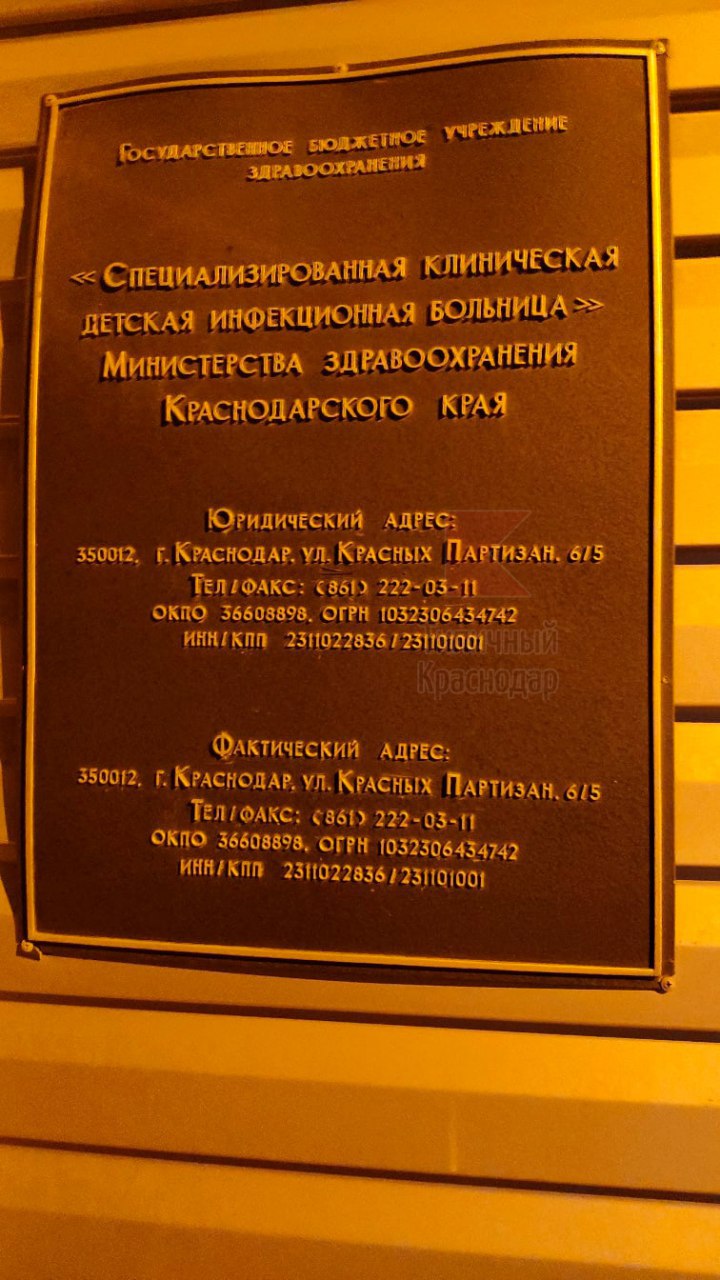 Государственное бюджетное учреждение
здравоохранения
«Специализированная клиническая
детская инфекционная больница»
Министерства здравоохранения
Краснодарского края
Юридический адрес:
350012, г. Краснодар, ул. Красных Партизан, 6/5
Тел/факс: (861) 222-03-11
ОКПО 36608898, ОГРН 1032306434742
ИНН/КПП 2311022836/231101001
Краснодар
Фактический адрес:
350012, г. Краснодар, ул. Красных Партизан, 6/5
Тел/факс: (861) 222-03-11
ОКПО 36608898, ОГРН 1032306434742
ИНН/КПП 2311022836/231101001